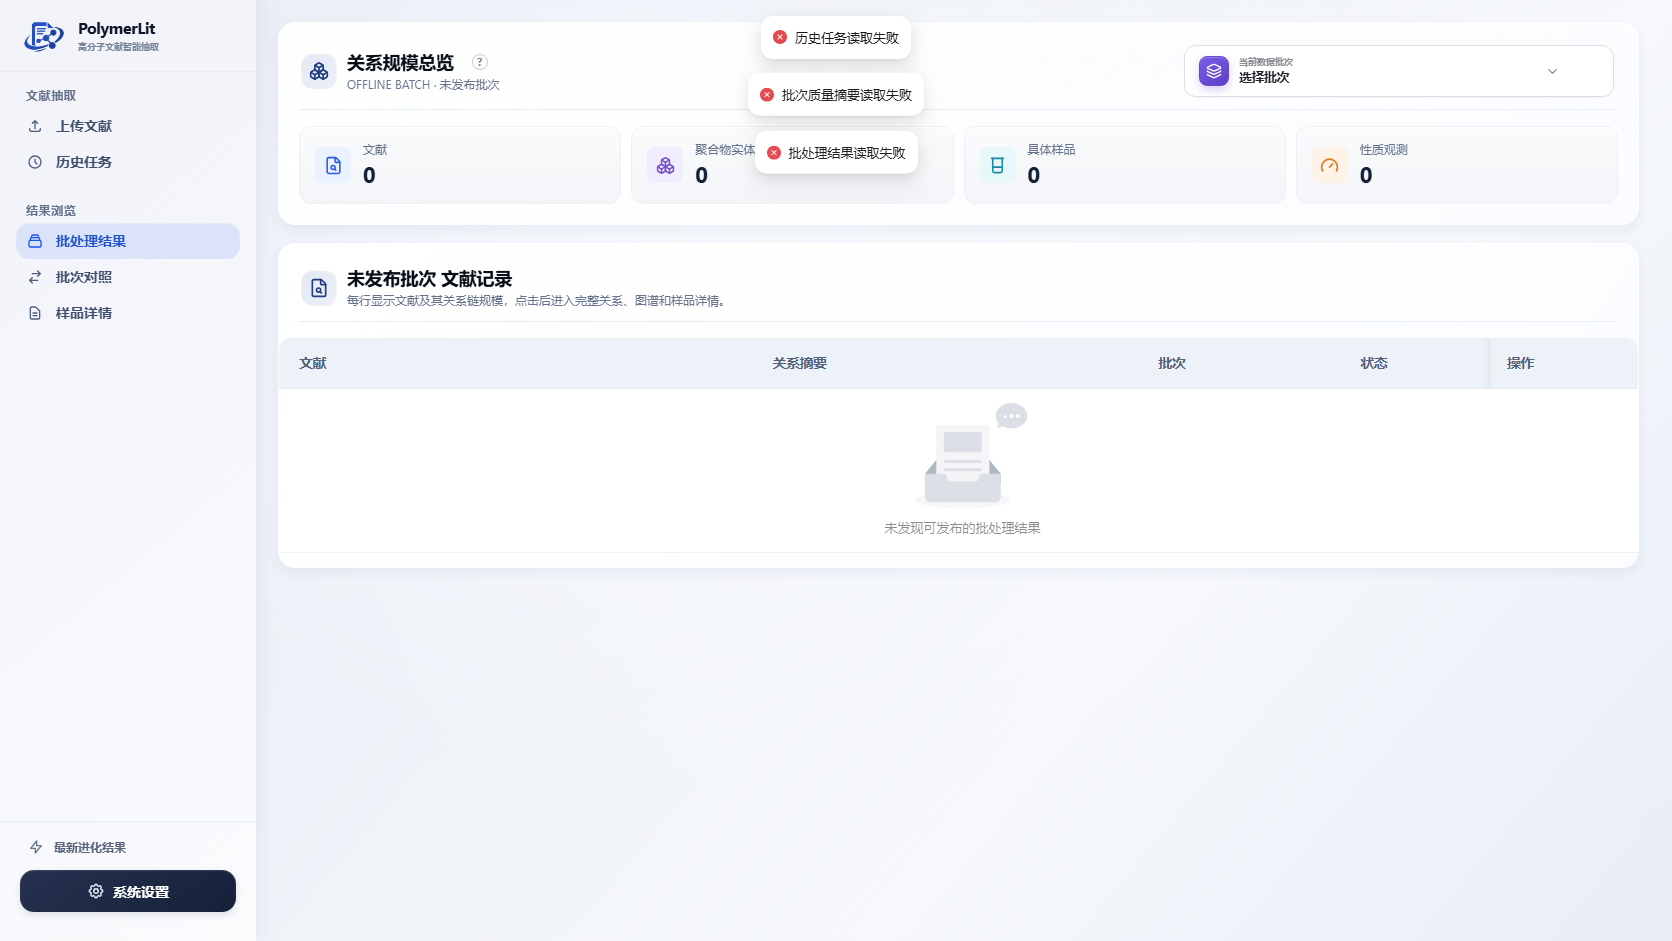 PolymerLit
高分子文献智能抽取
文献抽取
上传文献
历史任务
结果浏览
批处理结果
批次对照
样品详情
最新进化结果
系统设置
历史任务读取失败
批次质量摘要读取失败
批处理结果读取失败
关系规模总览 ?
OFFLINE BATCH · 未发布批次
当前数据批次
选择批次
文献
0
聚合物实体
0
具体样品
0
性质观测
0
未发布批次 文献记录
每行显示文献及其关系链规模，点击后进入完整关系、图谱和样品详情。
文献 关系摘要 批次 状态 操作
未发现可发布的批处理结果